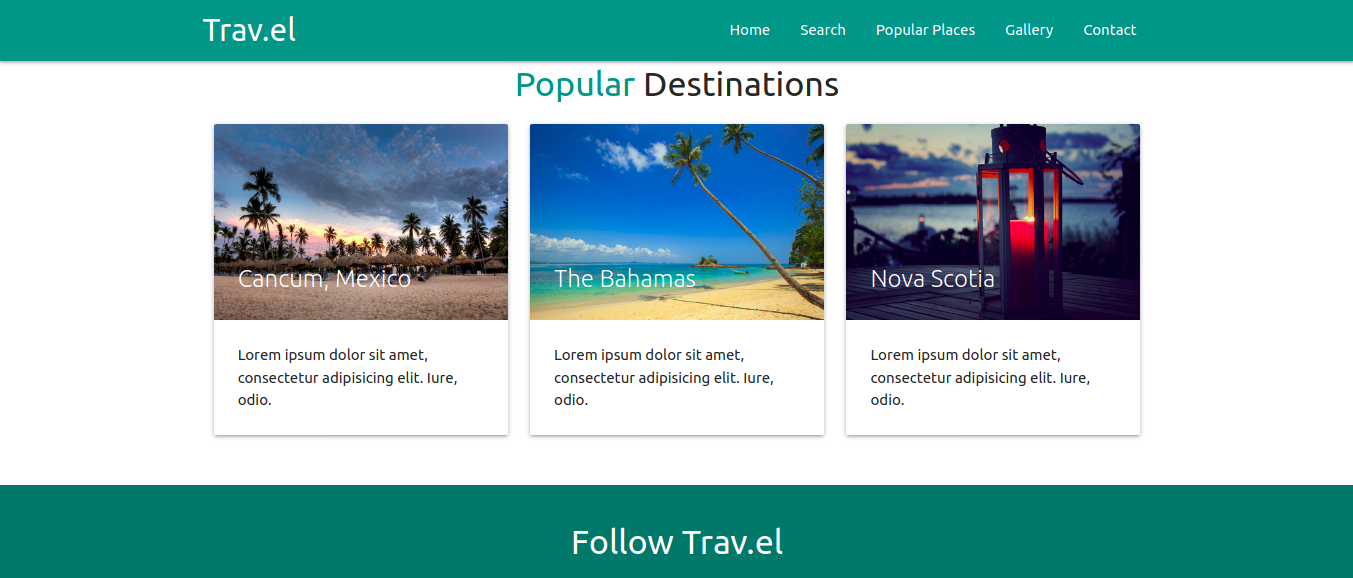 Trav.el
Home Search Popular Places Gallery Contact
Popular Destinations
Cancum, Mexico
The Bahamas
Nova Scotia
Lorem ipsum dolor sit amet,
consectetur adipisicing elit. Iure,
odio.
Lorem ipsum dolor sit amet,
consectetur adipisicing elit. Iure,
odio.
Lorem ipsum dolor sit amet,
consectetur adipisicing elit. Iure,
odio.
Follow Trav.el